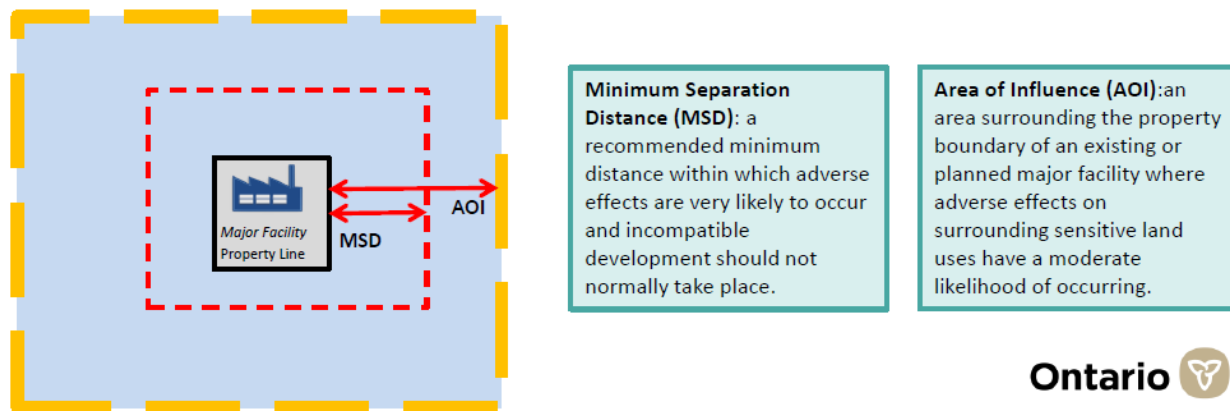 Major Facility
Property Line
AOI
MSD
Minimum Separation
Distance (MSD): a
recommended minimum
distance within which adverse
effects are very likely to occur
and incompatible
development should not
normally take place.
Area of Influence (AOI):an
area surrounding the property
boundary of an existing or
planned major facility where
adverse effects on
surrounding sensitive land
uses have a moderate
likelihood of occurring.
Ontario